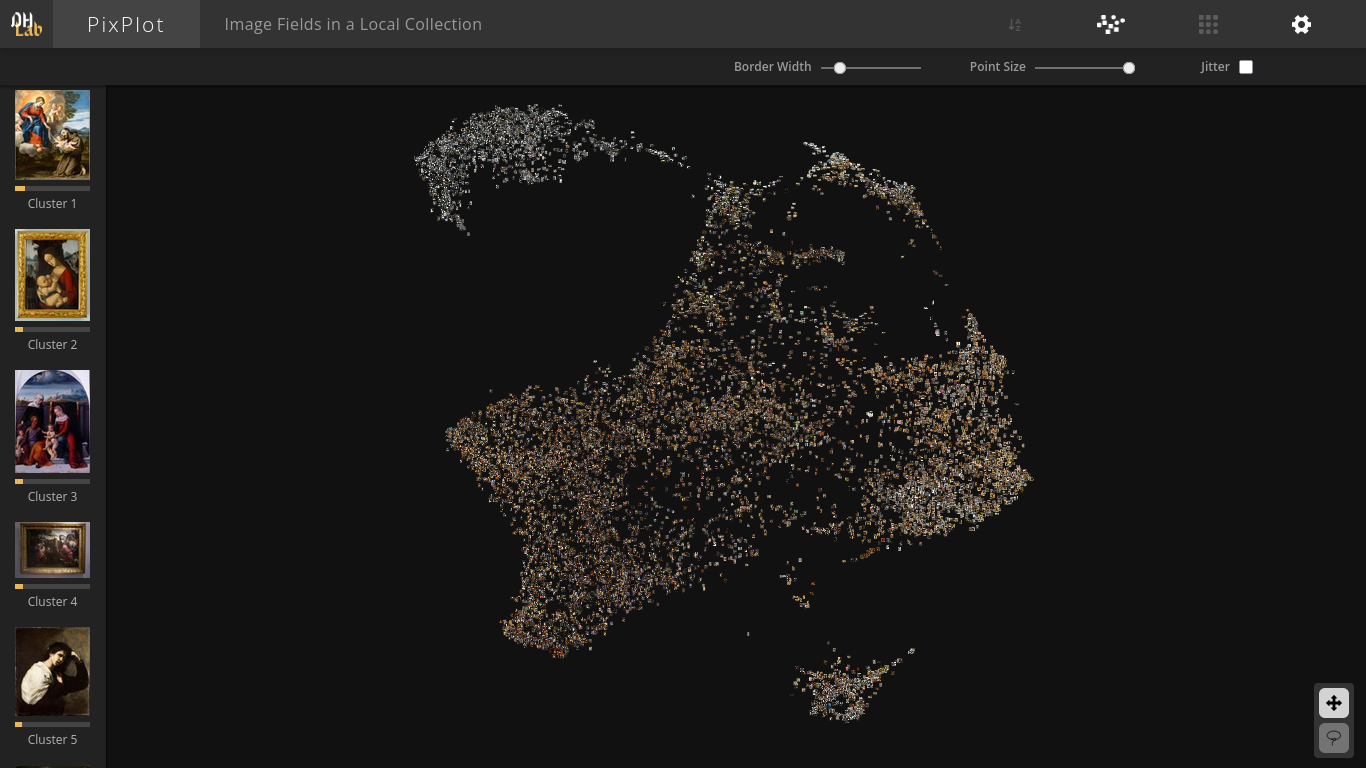 DH
Lab
PixPlot
Image Fields in a Local Collection
Border Width
Point Size
Jitter
Cluster 1
Cluster 2
Cluster 3
Cluster 4
Cluster 5